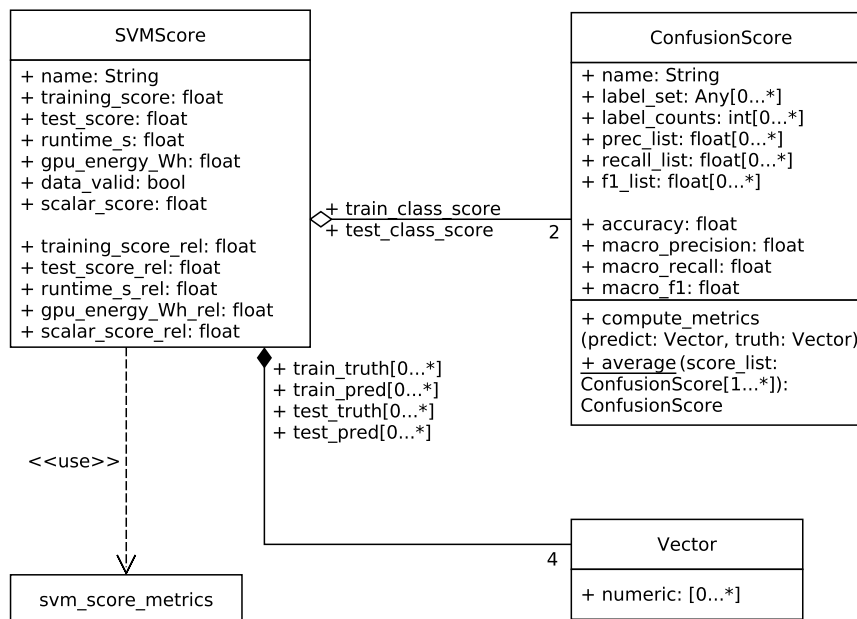 SVMScore
+ name: String
+ training_score: float
+ test_score: float
+ runtime_s: float
+ gpu_energy_Wh: float
+ data_valid: bool
+ scalar_score: float
+ training_score_rel: float
+ test_score_rel: float
+ runtime_s_rel: float
+ gpu_energy_Wh_rel: float
+ scalar_score_rel: float
+ train_class_score
+ test_class_score
2
ConfusionScore
+ name: String
+ label_set: Any[0...*]
+ label_counts: int[0...*]
+ prec_list: float[0...*]
+ recall_list: float[0...*]
+ f1_list: float[0...*]
+ accuracy: float
+ macro_precision: float
+ macro_recall: float
+ macro_f1: float
+ compute_metrics
(predict: Vector, truth: Vector)
+ average (score_list:
ConfusionScore[1...*]):
ConfusionScore
+ train_truth[0...*]
+ train_pred[0...*]
+ test_truth[0...*]
+ test_pred[0...*]
<<use>>
4
Vector
+ numeric: [0...*]
svm_score_metrics